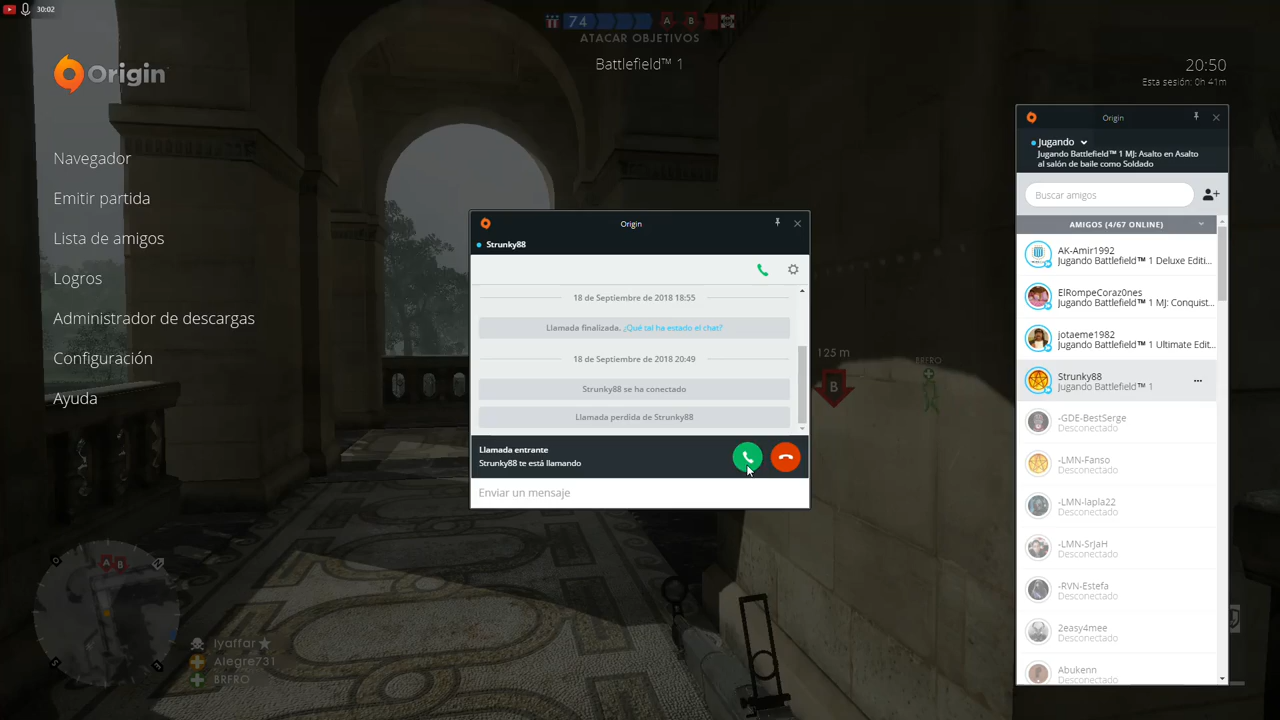 30:02
74
A
B
ATACAR OBJETIVOS
Battlefield™ 1
20:50
Esta sesión: 0h 41m
Origin
Navegador
Emitir partida
Lista de amigos
Logros
Administrador de descargas
Configuración
Ayuda
Origin
Strunky88
18 de Septiembre de 2018 18:55
Llamada finalizada. ¿Qué tal ha estado el chat?
18 de Septiembre de 2018 20:49
Strunky88 se ha conectado
Llamada perdida de Strunky88
Llamada entrante
Strunky88 te está llamando
Enviar un mensaje
125 m
B
BRFRO
A B
Iyaffar
Alegre731
BRFRO
Origin
Jugando
Jugando Battlefield™ 1 MJ: Asalto en Asalto
al salón de baile como Soldado
Buscar amigos
AMIGOS (4/67 ONLINE)
AK-Amir1992
Jugando Battlefield™ 1 Deluxe Editi...
ElRompeCoraz0nes
Jugando Battlefield™ 1 MJ: Conquist...
jotaeme1982
Jugando Battlefield™ 1 Ultimate Edit...
Strunky88
Jugando Battlefield™ 1
-GDE-BestSerge
Desconectado
-LMN-Fanso
Desconectado
-LMN-lapla22
Desconectado
-LMN-SrJaH
Desconectado
-RVN-Estefa
Desconectado
2easy4mee
Desconectado
Abukenn
Desconectado